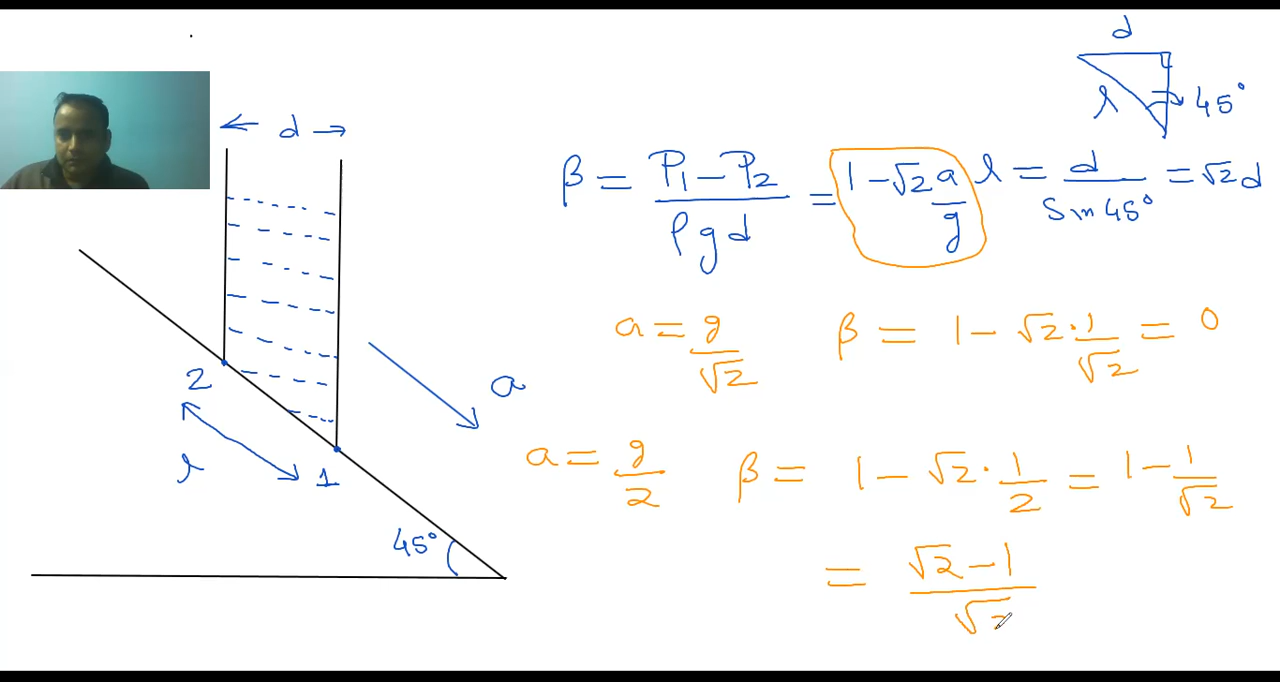 d
l
45°
← d →
β = P₁ – P₂ / ρgd = 1 – √2 a/g
l = d / Sin 45° = √2 d
a = g/√2
β = 1 – √2 · 1/√2 = 0
2
a
l
1
45°
a = g/2
β = 1 – √2 · 1/2 = 1 – 1/√2
= √2 – 1 / √2